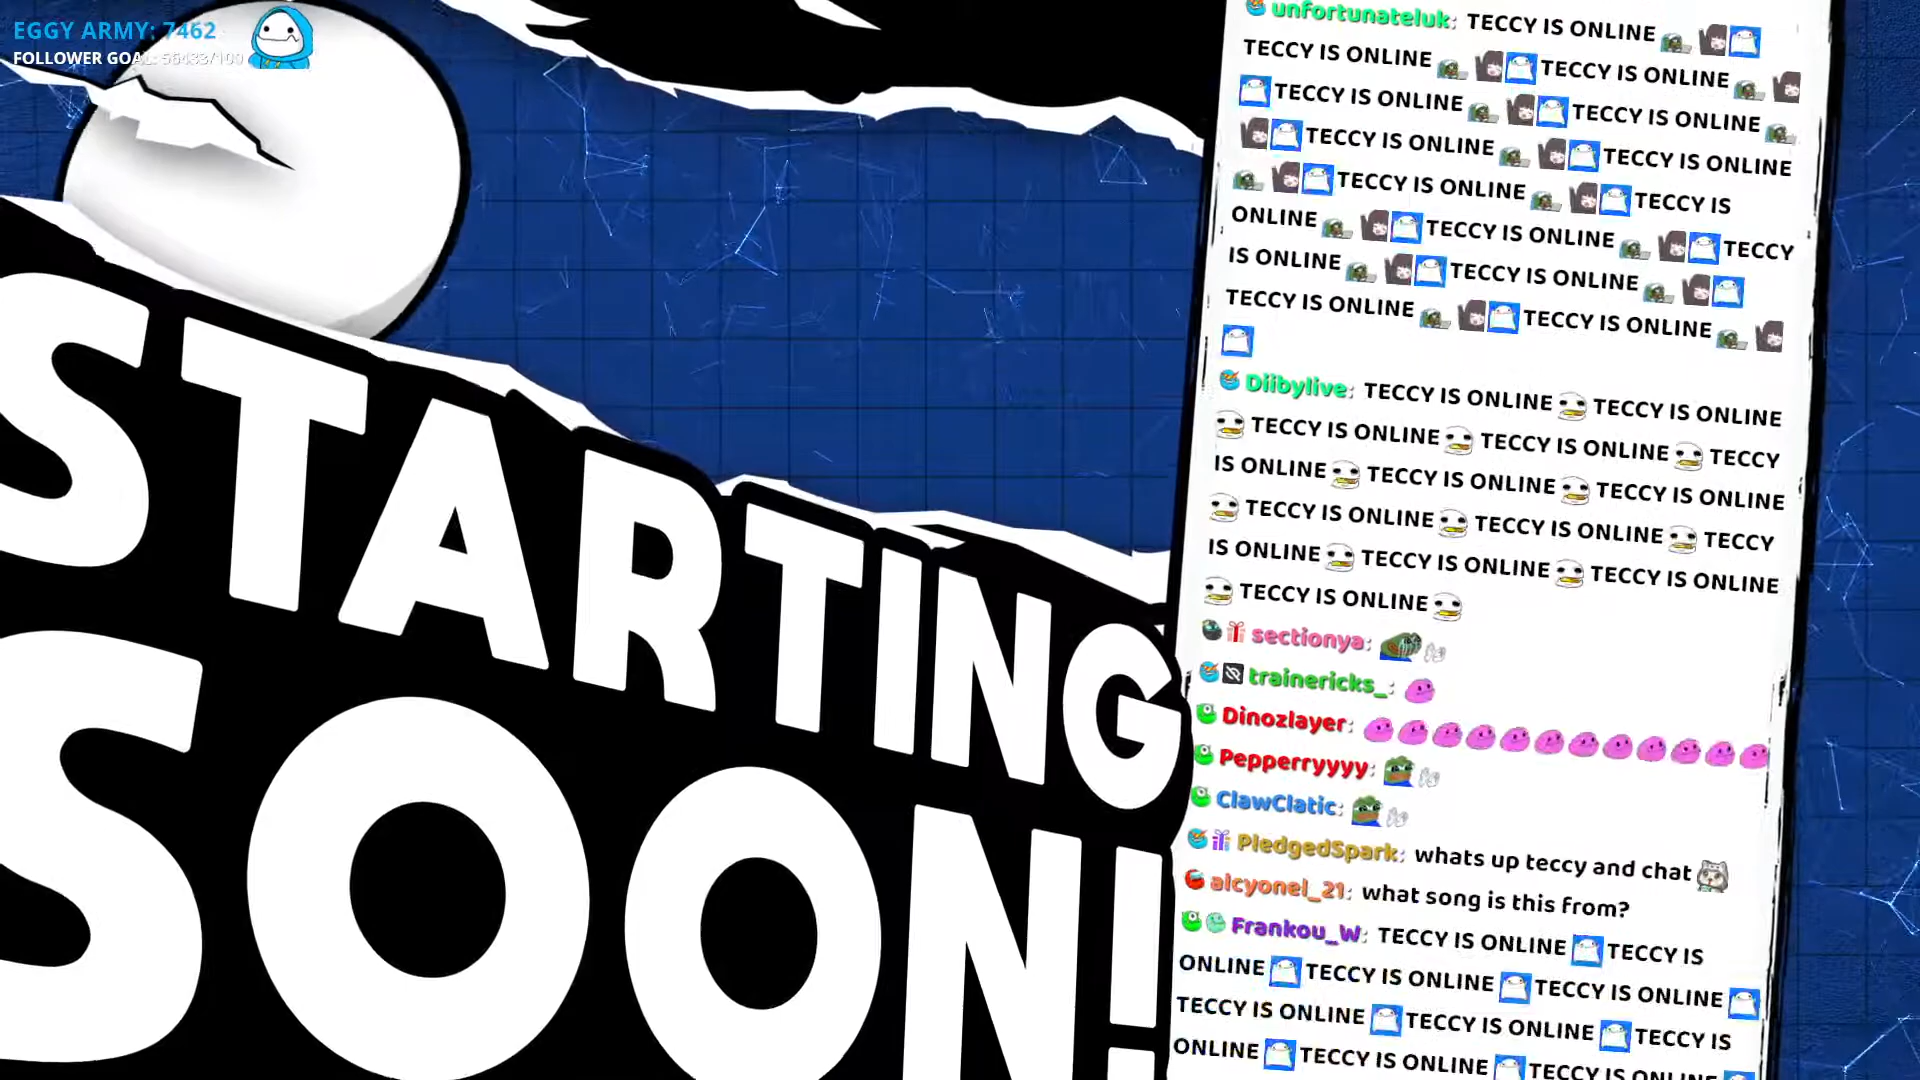 EGGY ARMY: 7462
FOLLOWER GOAL: 56433/100
STARTING
SOON!
unfortunateluk: TECCY IS ONLINE
TECCY IS ONLINE TECCY IS ONLINE
TECCY IS ONLINE TECCY IS ONLINE
TECCY IS ONLINE TECCY IS ONLINE
TECCY IS ONLINE TECCY IS
ONLINE TECCY IS ONLINE TECCY
IS ONLINE TECCY IS ONLINE
TECCY IS ONLINE TECCY IS ONLINE
Diibylive: TECCY IS ONLINE TECCY IS ONLINE
TECCY IS ONLINE TECCY IS ONLINE TECCY
IS ONLINE TECCY IS ONLINE TECCY IS ONLINE
TECCY IS ONLINE TECCY IS ONLINE TECCY
IS ONLINE TECCY IS ONLINE TECCY IS ONLINE
TECCY IS ONLINE
sectionya:
trainericks_:
Dinozlayer:
Pepperryyyy:
ClawClatic:
PledgedSpark: whats up teccy and chat
alcyonel_21: what song is this from?
Frankou_W: TECCY IS ONLINE TECCY IS
ONLINE TECCY IS ONLINE TECCY IS ONLINE
TECCY IS ONLINE TECCY IS ONLINE TECCY IS
ONLINE TECCY IS ONLINE TECCY IS ONLINE